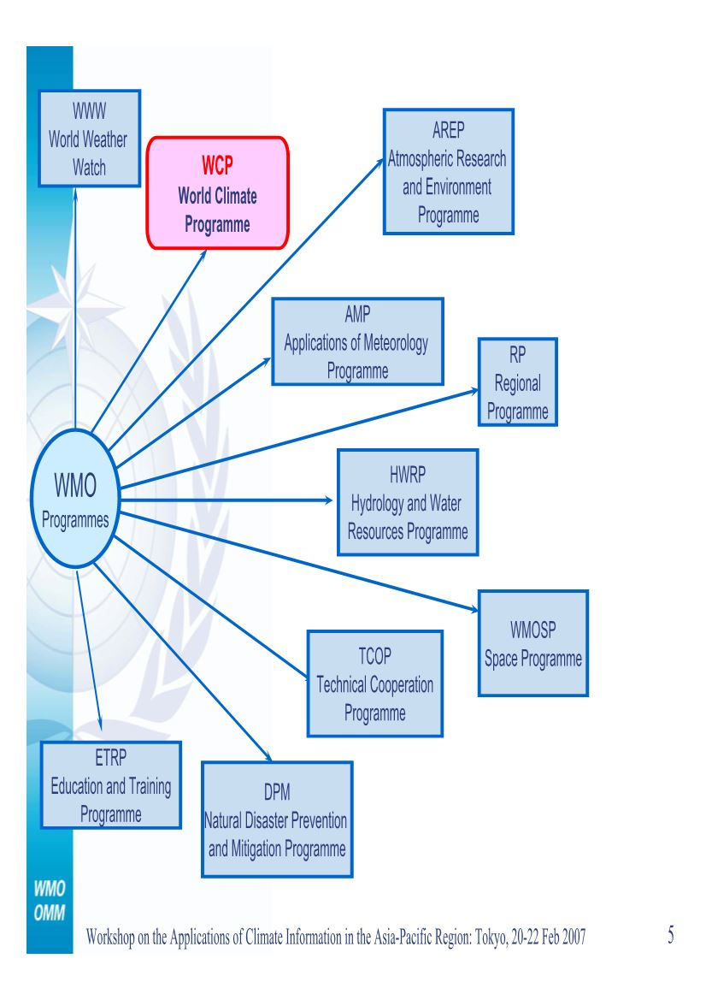 WWW
World Weather
Watch
WCP
World Climate
Programme
AREP
Atmospheric Research
and Environment
Programme
AMP
Applications of Meteorology
Programme
RP
Regional
Programme
WMO
Programmes
HWRP
Hydrology and Water
Resources Programme
WMOSP
Space Programme
TCOP
Technical Cooperation
Programme
ETRP
Education and Training
Programme
DPM
Natural Disaster Prevention
and Mitigation Programme
WMO
OMM
Workshop on the Applications of Climate Information in the Asia-Pacific Region: Tokyo, 20-22 Feb 2007
5